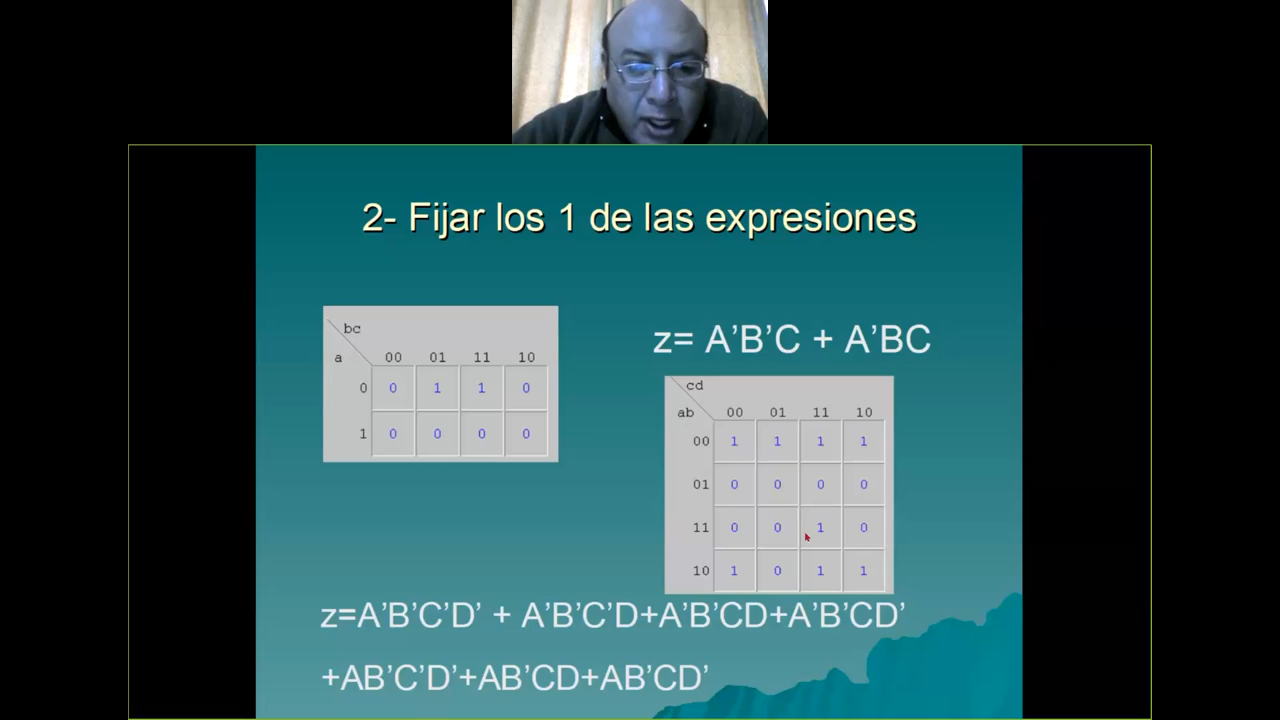 2- Fijar los 1 de las expresiones
bc
a 00 01 11 10
0 0 1 1 0
1 0 0 0 0
z= A’B’C + A’BC
cd
ab 00 01 11 10
00 1 1 1 1
01 0 0 0 0
11 0 0 1 0
10 1 0 1 1
z=A’B’C’D’ + A’B’C’D+A’B’CD+A’B’CD’
+AB’C’D’+AB’CD+AB’CD’